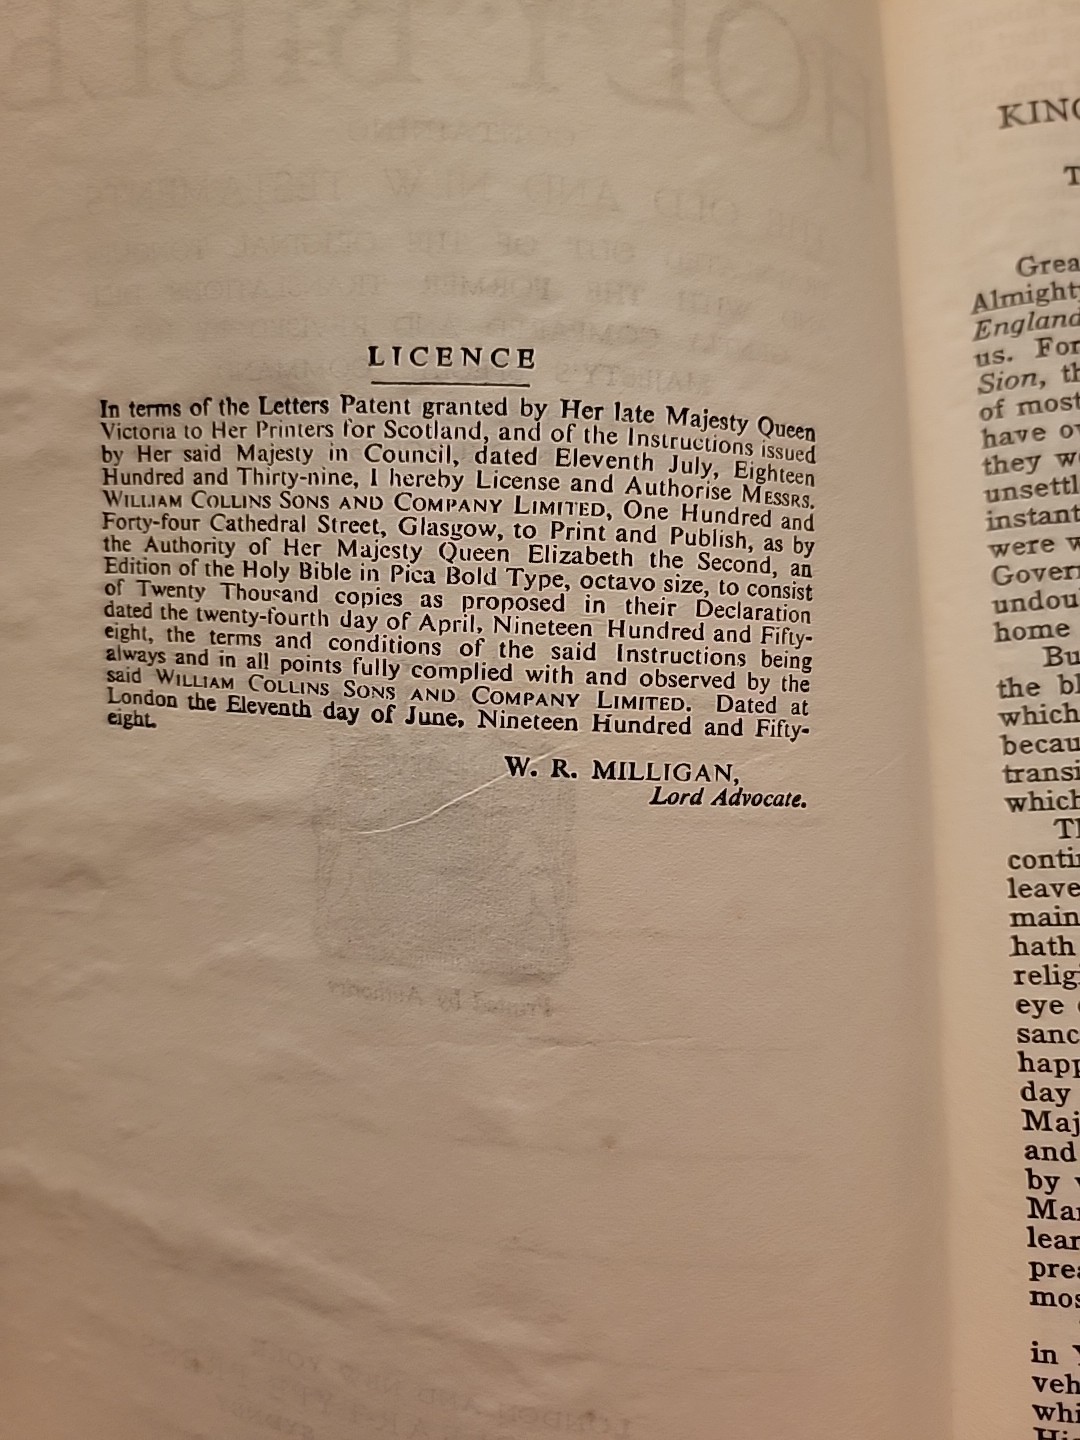 LICENCE
In terms of the Letters Patent granted by Her late Majesty Queen
Victoria to Her Printers for Scotland, and of the Instructions issued
by Her said Majesty in Council, dated Eleventh July, Eighteen
Hundred and Thirty-nine, I hereby License and Authorise MESSRS.
WILLIAM COLLINS SONS AND COMPANY LIMITED, One Hundred and
Forty-four Cathedral Street, Glasgow, to Print and Publish, as by
the Authority of Her Majesty Queen Elizabeth the Second, an
Edition of the Holy Bible in Pica Bold Type, octavo size, to consist
of Twenty Thousand copies as proposed in their Declaration
dated the twenty-fourth day of April, Nineteen Hundred and Fifty-
eight, the terms and conditions of the said Instructions being
always and in all points fully complied with and observed by the
said WILLIAM COLLINS SONS AND COMPANY LIMITED. Dated at
London the Eleventh day of June, Nineteen Hundred and Fifty-
eight.
W. R. MILLIGAN,
Lord Advocate.
KING
T
Grea
Almighty
England
us. For
Sion, th
of most
have ov
they we
unsettl
instant
were w
Govern
undou
home
Bu
the bl
which
becau
transi
which
Th
conti
leave
main
hath
relig
eye
sanc
happ
day
Maj
and
by
Mar
lear
prea
mos
in
veh
whi